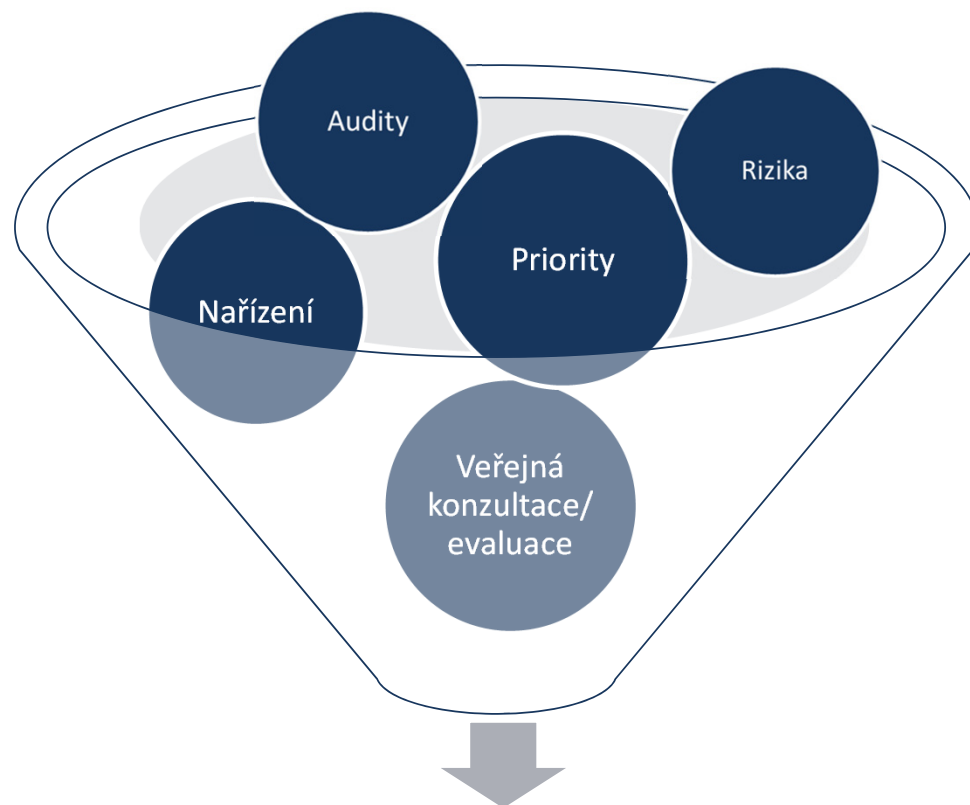 Audity
Rizika
Priority
Nařízení
Veřejná
konzultace/
evaluace